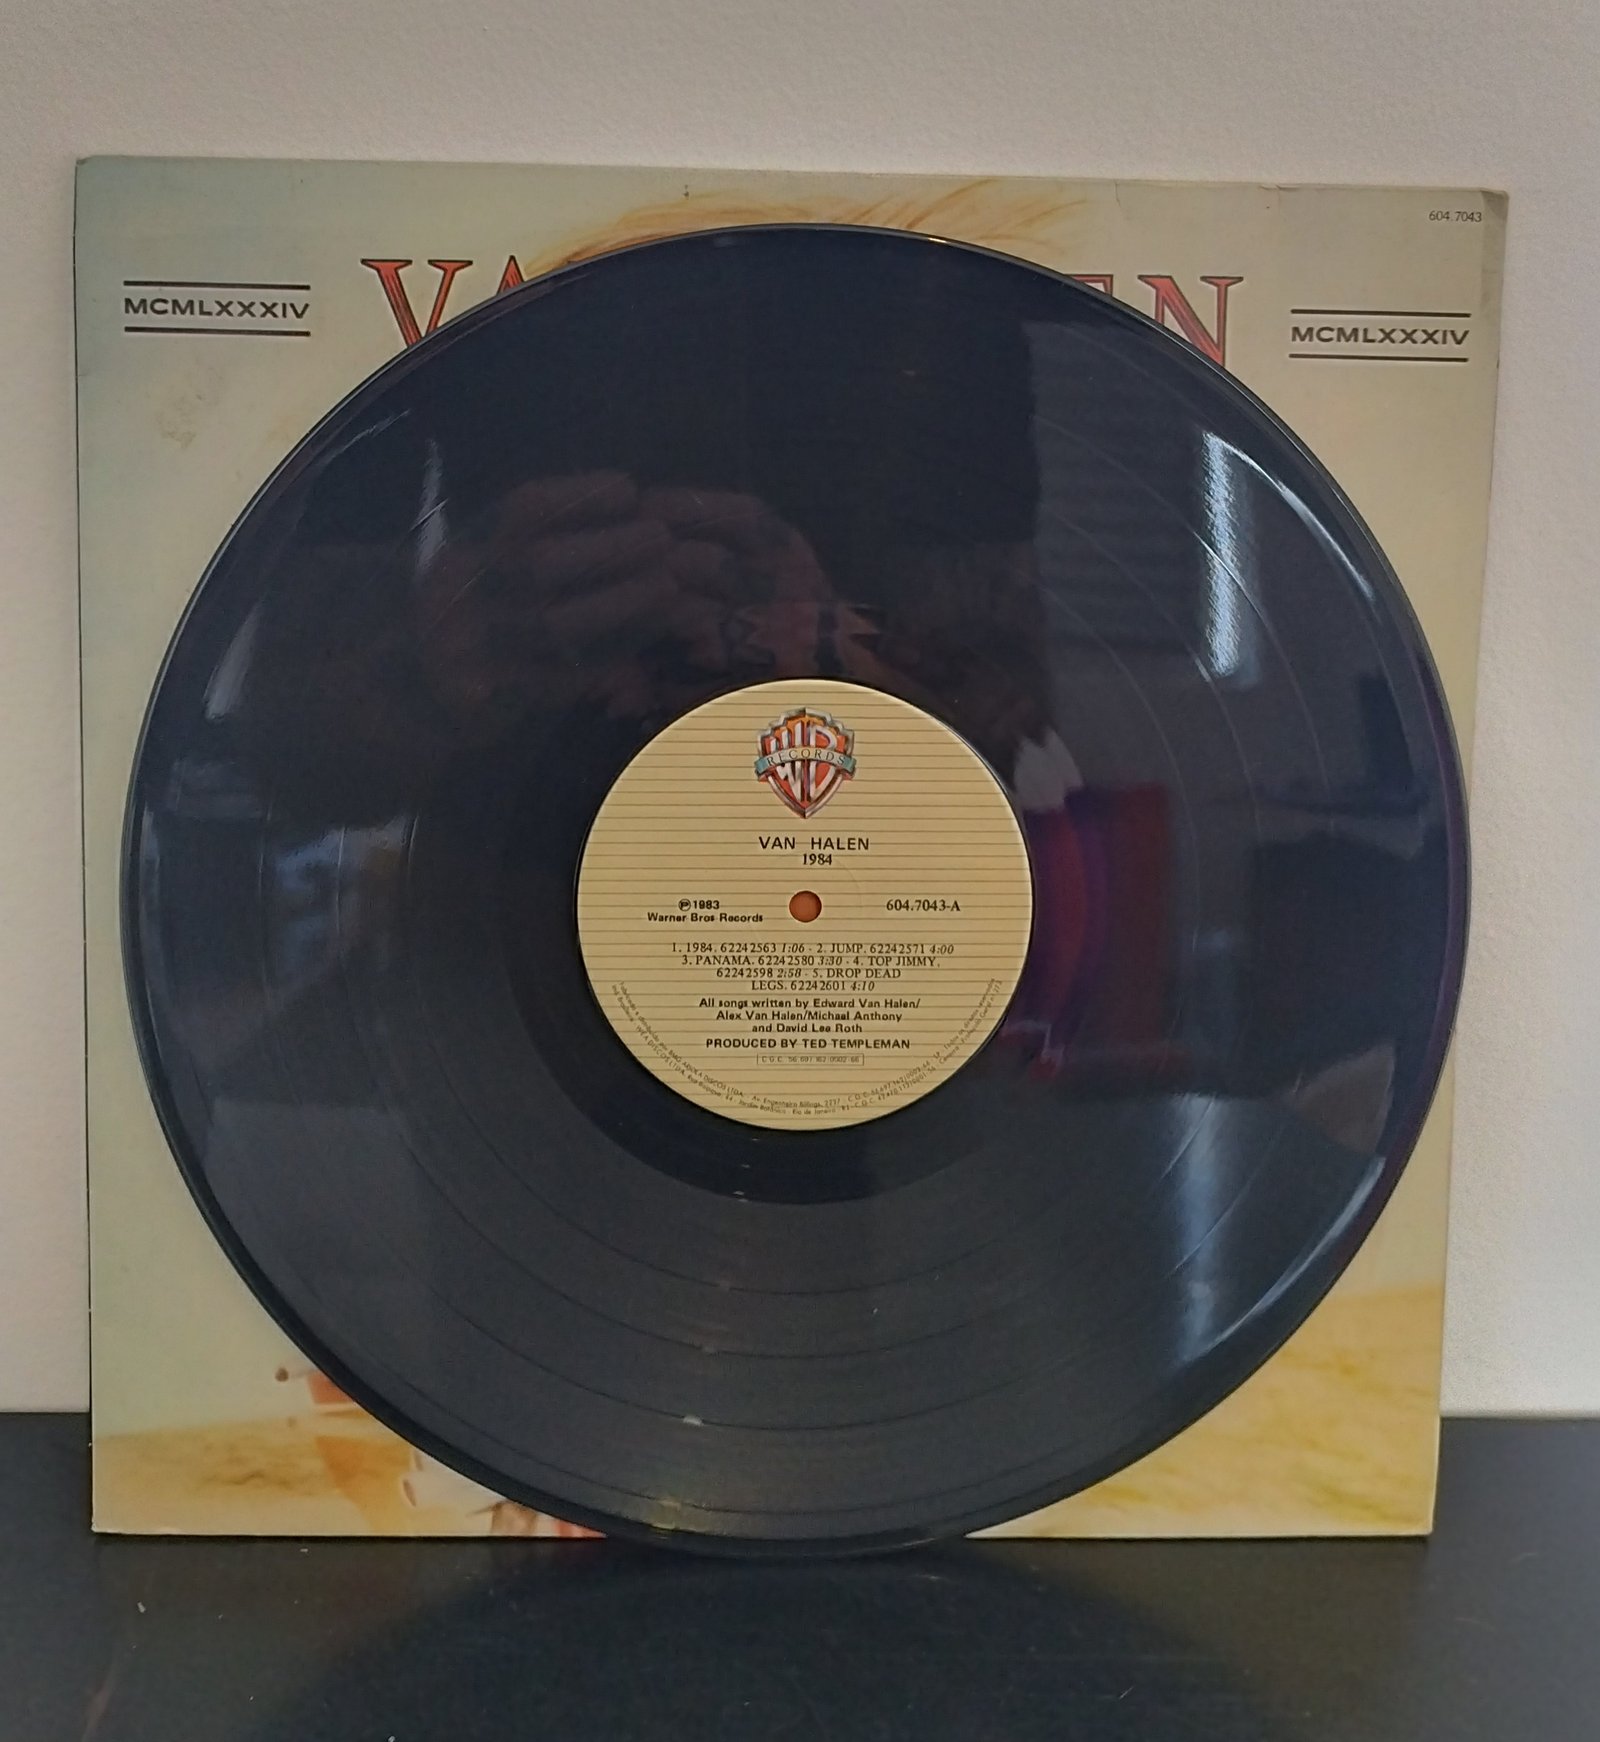 604.7043
MCMLXXXIV
MCMLXXXIV
WB
RECORDS
VAN HALEN
1984
℗1983
Warner Bros Records
604.7043-A
1. 1984. 62242563 1:06 - 2. JUMP. 62242571 4:00
3. PANAMA. 62242580 3:30 - 4. TOP JIMMY.
62242598 2:58 - 5. DROP DEAD
LEGS. 62242601 4:10
All songs written by Edward Van Halen/
Alex Van Halen/Michael Anthony
and David Lee Roth
PRODUCED BY TED TEMPLEMAN